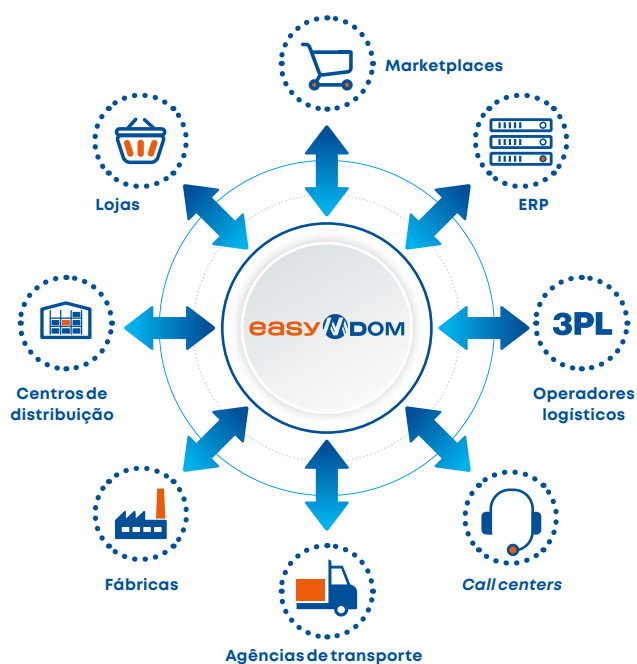 Marketplaces
Lojas
ERP
easy DOM
3PL
Centros de
distribuição
Operadores
logísticos
Fábricas
Call centers
Agências de transporte